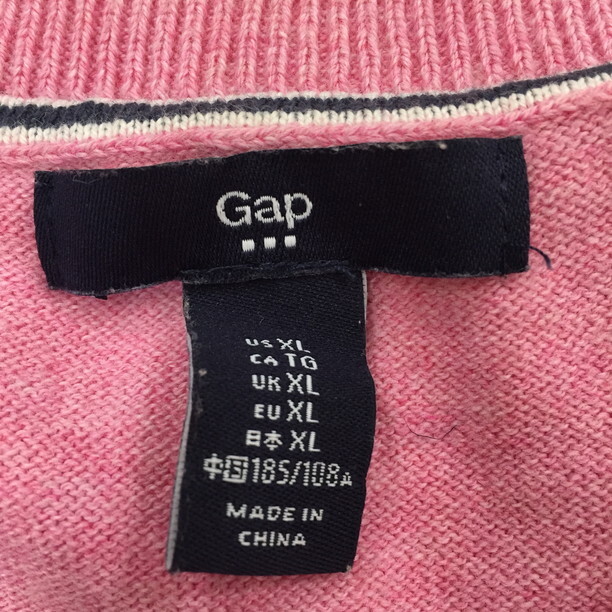 Gap
US XL
CA TG
UK XL
EU XL
日本 XL
中国 185/108A
MADE IN
CHINA